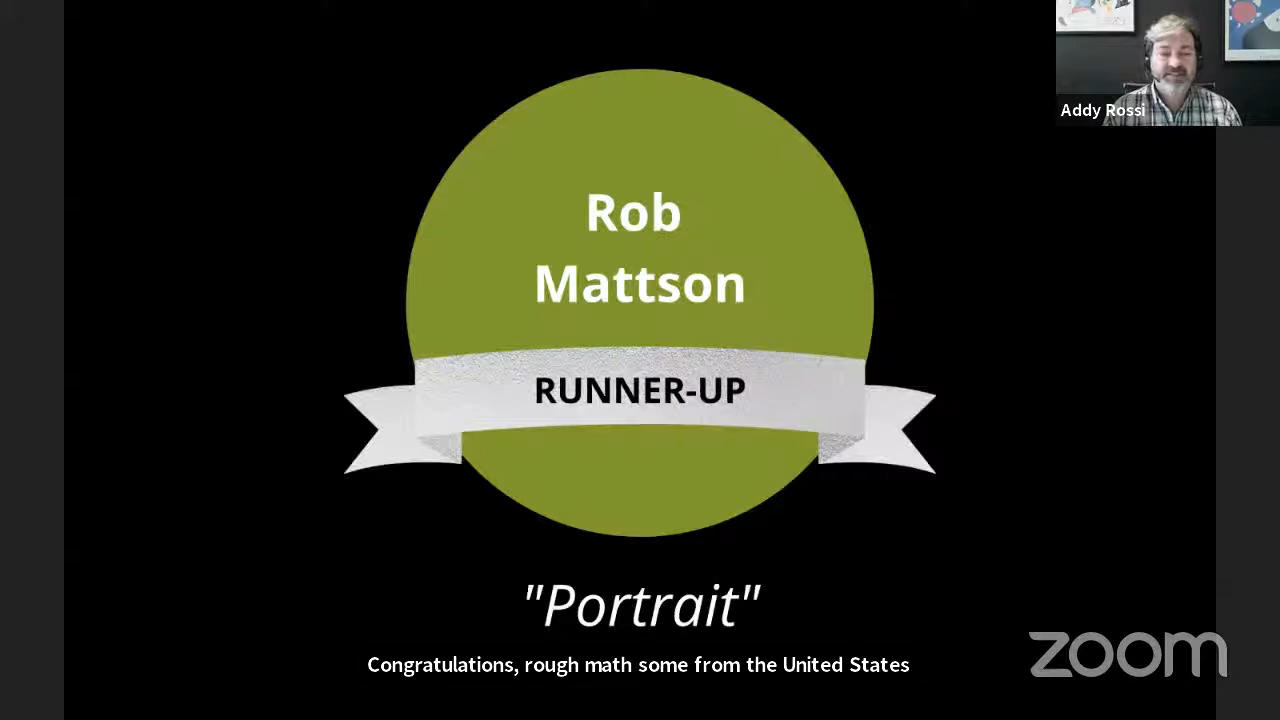 Addy Rossi
Rob
Mattson
RUNNER-UP
"Portrait"
Congratulations, rough math some from the United States
zoom